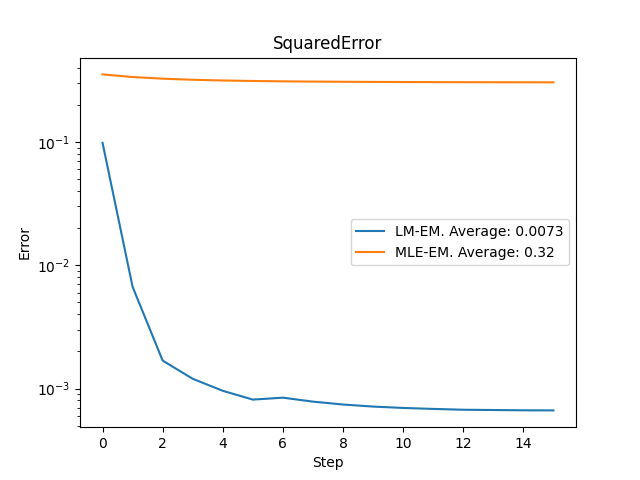 SquaredError
Error
10⁻¹
10⁻²
10⁻³
LM-EM. Average: 0.0073
MLE-EM. Average: 0.32
0 2 4 6 8 10 12 14
Step